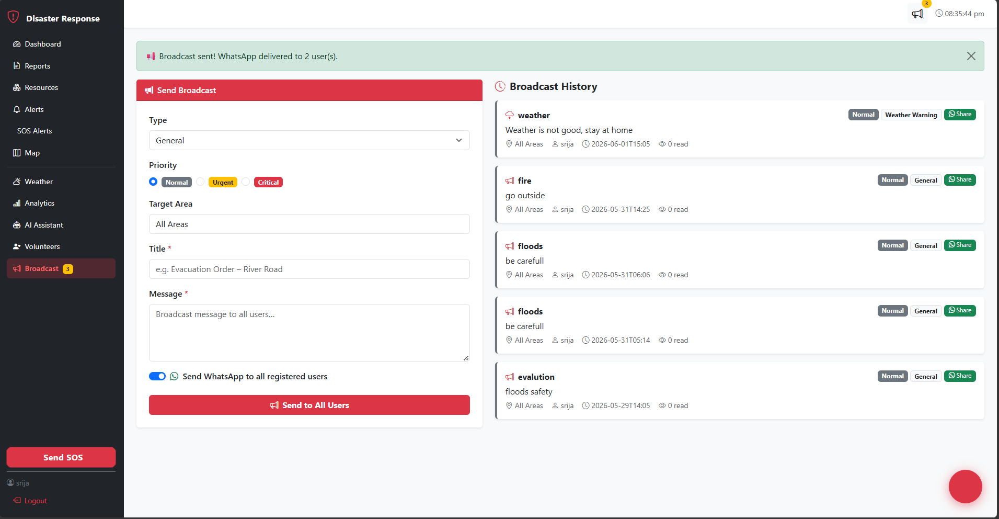 Disaster Response
Dashboard
Reports
Resources
Alerts
SOS Alerts
Map
Weather
Analytics
AI Assistant
Volunteers
Broadcast 3
Send SOS
srija
Logout
3
08:35:44 pm
Broadcast sent! WhatsApp delivered to 2 user(s).
Send Broadcast
Type
General
Priority
Normal Urgent Critical
Target Area
All Areas
Title *
e.g. Evacuation Order – River Road
Message *
Broadcast message to all users...
Send WhatsApp to all registered users
Send to All Users
Broadcast History
weather Normal Weather Warning Share
Weather is not good, stay at home
All Areas srija 2026-06-01T15:05 0 read
fire Normal General Share
go outside
All Areas srija 2026-05-31T14:25 0 read
floods Normal General Share
be carefull
All Areas srija 2026-05-31T06:06 0 read
floods Normal General Share
be carefull
All Areas srija 2026-05-31T05:14 0 read
evalution Normal General Share
floods safety
All Areas srija 2026-05-29T14:05 0 read